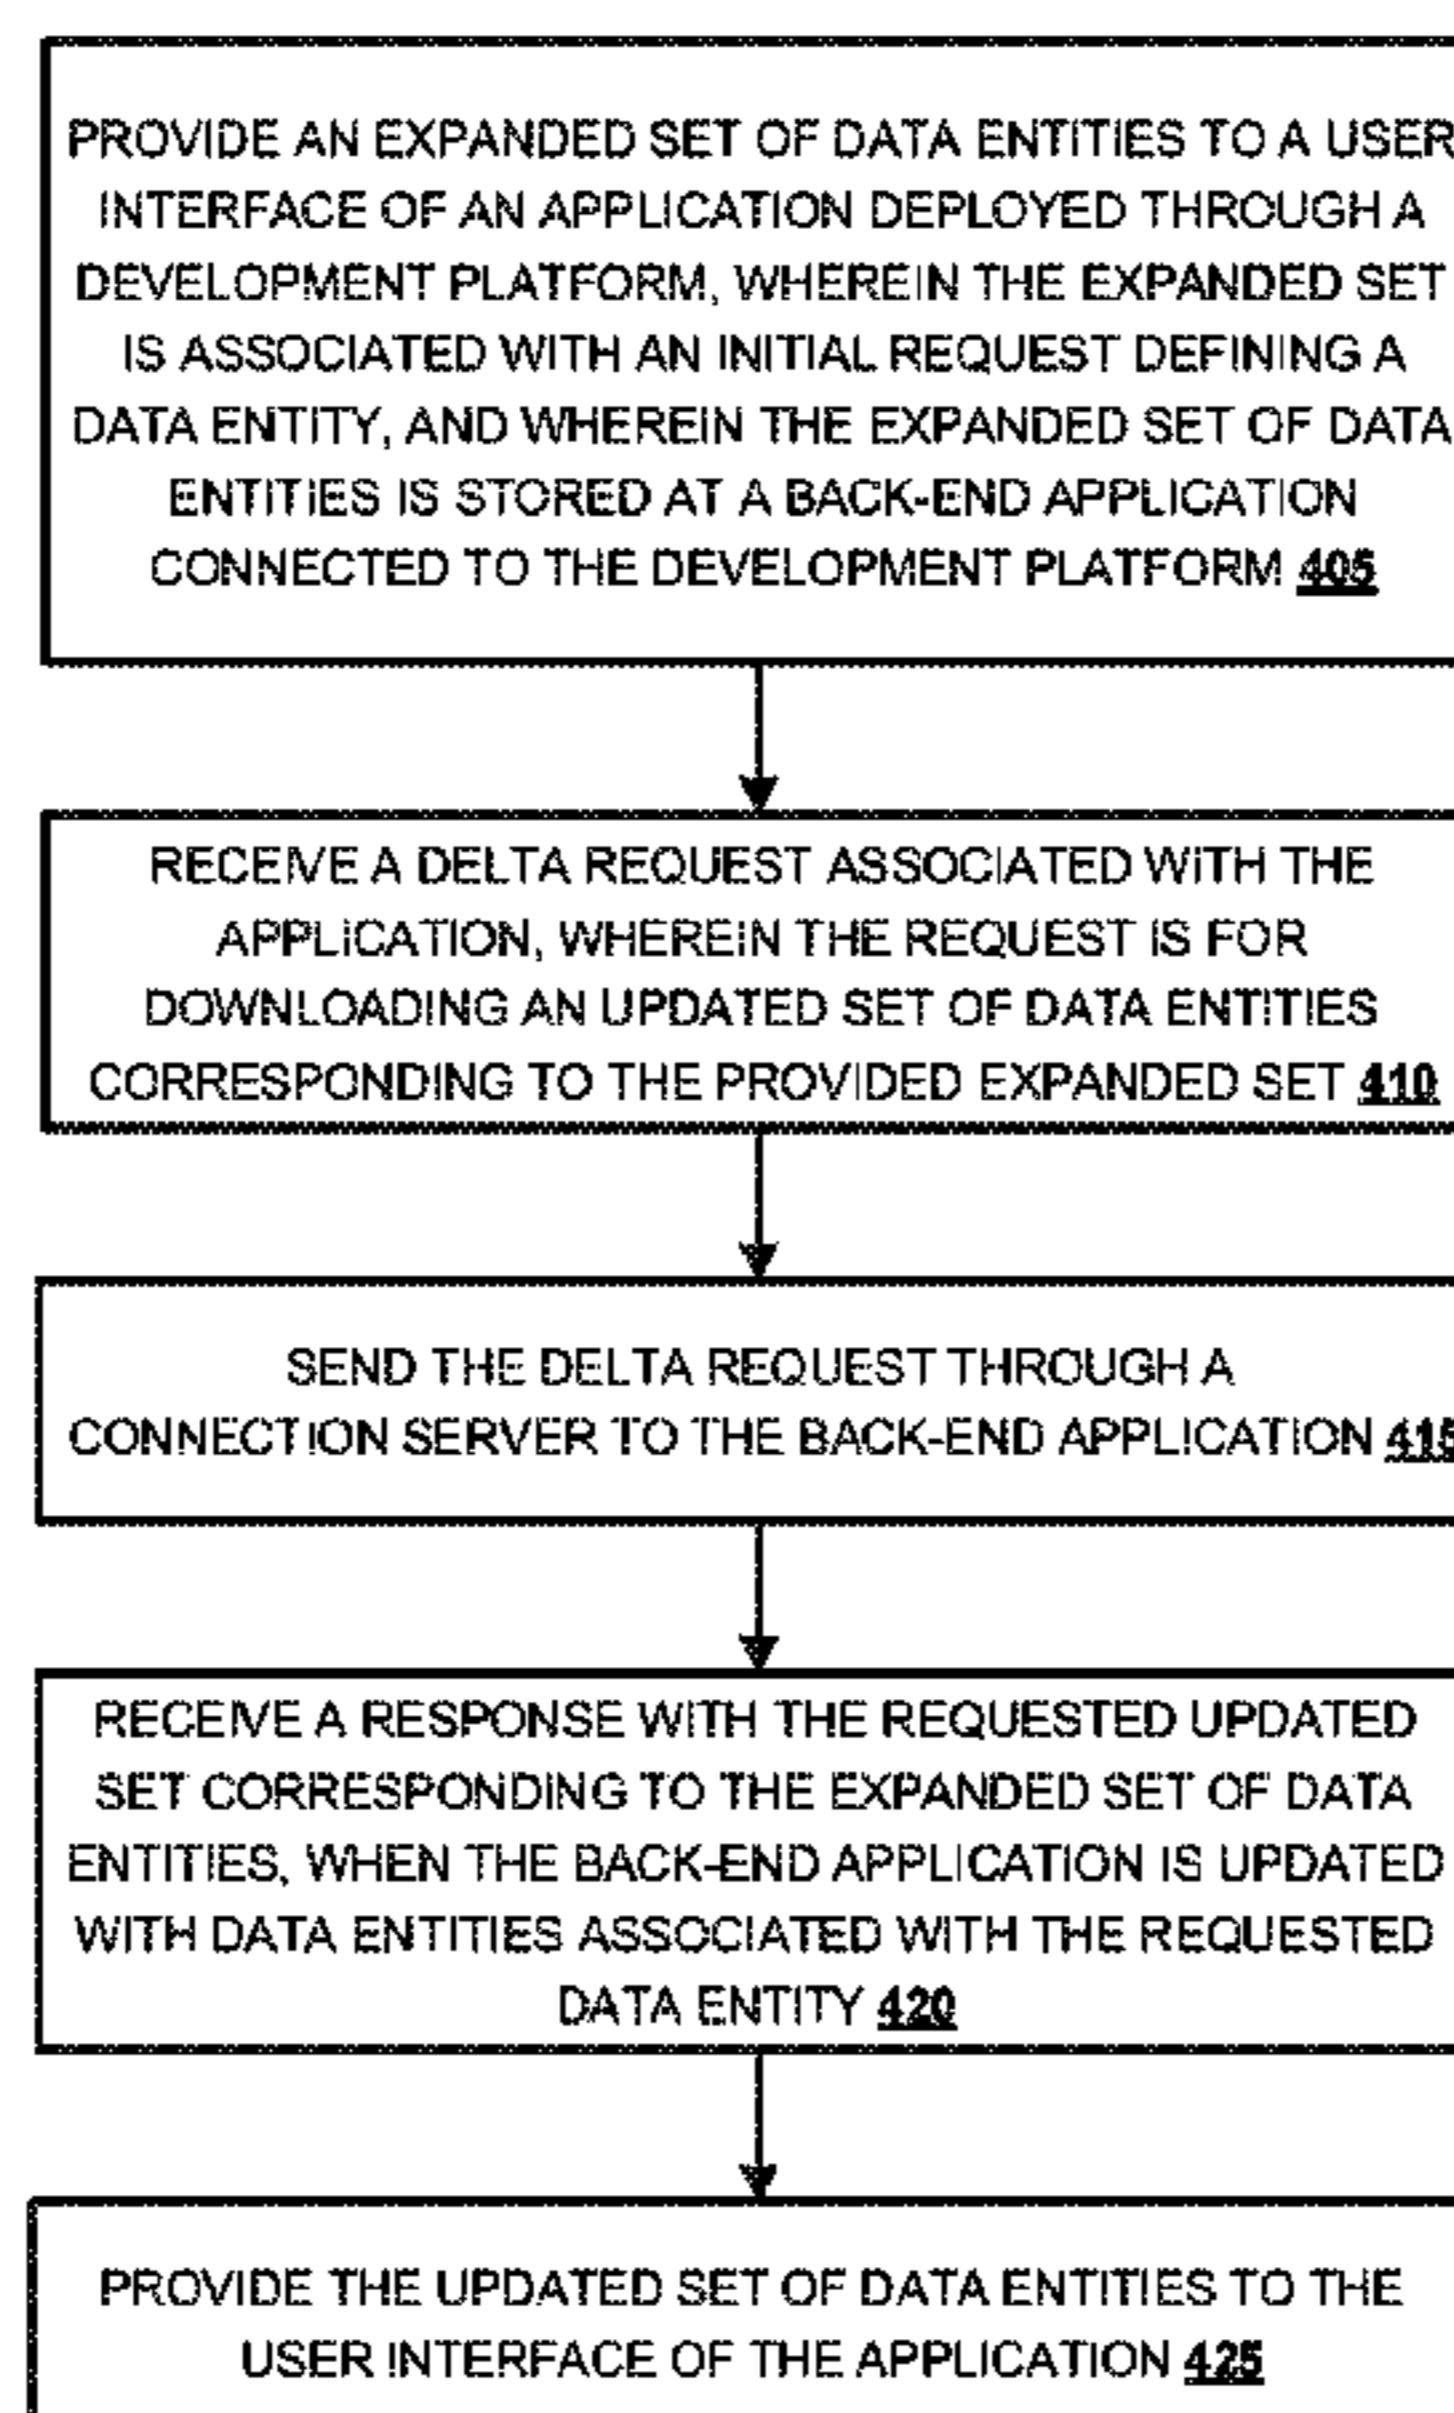 PROVIDE AN EXPANDED SET OF DATA ENTITIES TO A USER
INTERFACE OF AN APPLICATION DEPLOYED THROUGH A
DEVELOPMENT PLATFORM, WHEREIN THE EXPANDED SET
IS ASSOCIATED WITH AN INITIAL REQUEST DEFINING A
DATA ENTITY, AND WHEREIN THE EXPANDED SET OF DATA
ENTITIES IS STORED AT A BACK-END APPLICATION
CONNECTED TO THE DEVELOPMENT PLATFORM 405
RECEIVE A DELTA REQUEST ASSOCIATED WITH THE
APPLICATION, WHEREIN THE REQUEST IS FOR
DOWNLOADING AN UPDATED SET OF DATA ENTITIES
CORRESPONDING TO THE PROVIDED EXPANDED SET 410
SEND THE DELTA REQUEST THROUGH A
CONNECTION SERVER TO THE BACK-END APPLICATION 415
RECEIVE A RESPONSE WITH THE REQUESTED UPDATED
SET CORRESPONDING TO THE EXPANDED SET OF DATA
ENTITIES, WHEN THE BACK-END APPLICATION IS UPDATED
WITH DATA ENTITIES ASSOCIATED WITH THE REQUESTED
DATA ENTITY 420
PROVIDE THE UPDATED SET OF DATA ENTITIES TO THE
USER INTERFACE OF THE APPLICATION 425